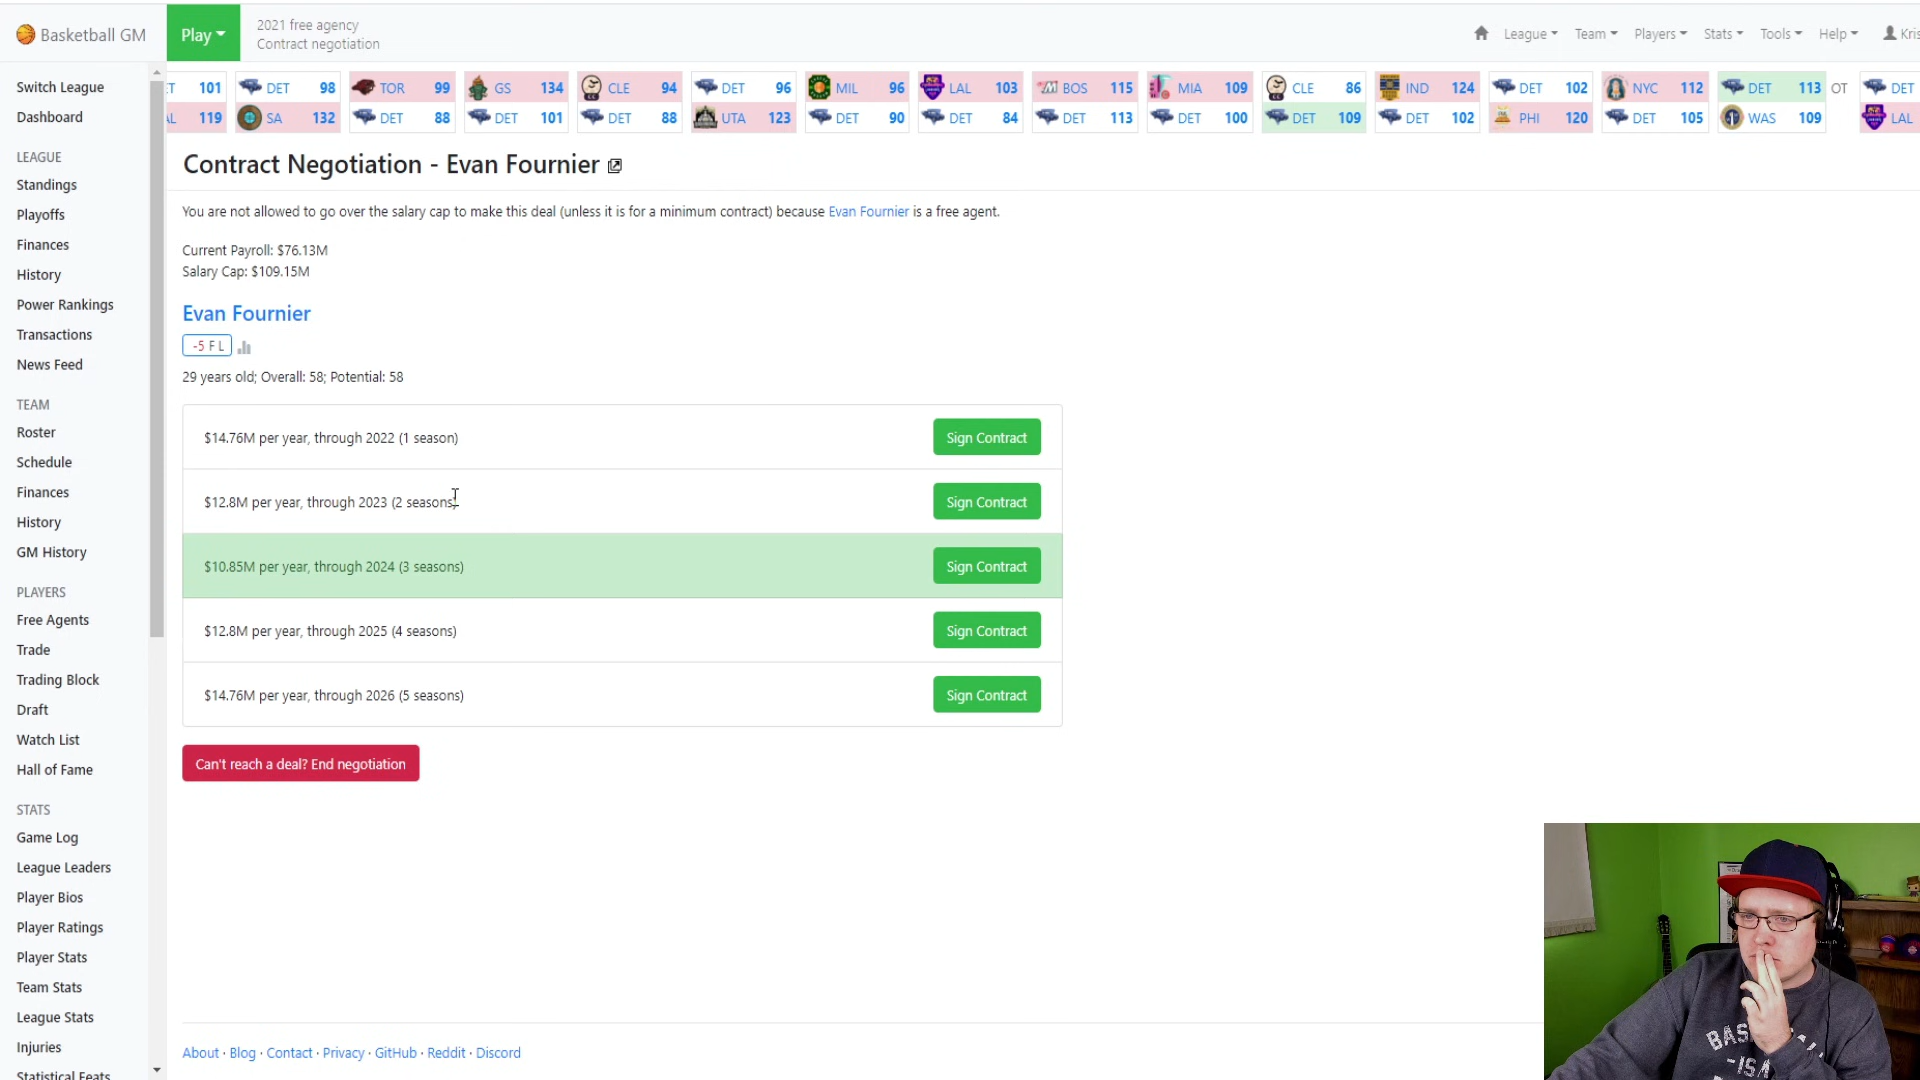 Basketball GM
Play
2021 free agency
Contract negotiation
League
Team
Players
Stats
Tools
Help
Kris
T 101
AL 119
DET 98
SA 132
TOR 99
DET 88
GS 134
DET 101
CLE 94
DET 88
DET 96
UTA 123
MIL 96
DET 90
LAL 103
DET 84
BOS 115
DET 113
MIA 109
DET 100
CLE 86
DET 109
IND 124
DET 102
DET 102
PHI 120
NYC 112
DET 105
DET 113 OT
WAS 109
DET
LAL
Switch League
Dashboard
LEAGUE
Standings
Playoffs
Finances
History
Power Rankings
Transactions
News Feed
TEAM
Roster
Schedule
Finances
History
GM History
PLAYERS
Free Agents
Trade
Trading Block
Draft
Watch List
Hall of Fame
STATS
Game Log
League Leaders
Player Bios
Player Ratings
Player Stats
Team Stats
League Stats
Injuries
Statistical Feats
Contract Negotiation - Evan Fournier
You are not allowed to go over the salary cap to make this deal (unless it is for a minimum contract) because Evan Fournier is a free agent.
Current Payroll: $76.13M
Salary Cap: $109.15M
Evan Fournier
-5 F L
29 years old; Overall: 58; Potential: 58
$14.76M per year, through 2022 (1 season) Sign Contract
$12.8M per year, through 2023 (2 seasons) Sign Contract
$10.85M per year, through 2024 (3 seasons) Sign Contract
$12.8M per year, through 2025 (4 seasons) Sign Contract
$14.76M per year, through 2026 (5 seasons) Sign Contract
Can't reach a deal? End negotiation
About · Blog · Contact · Privacy · GitHub · Reddit · Discord